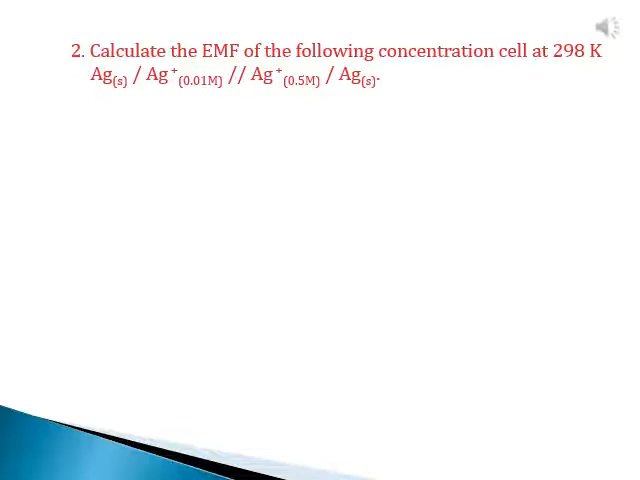 2. Calculate the EMF of the following concentration cell at 298 K
Ag(s) / Ag⁺(0.01M) // Ag⁺(0.5M) / Ag(s).